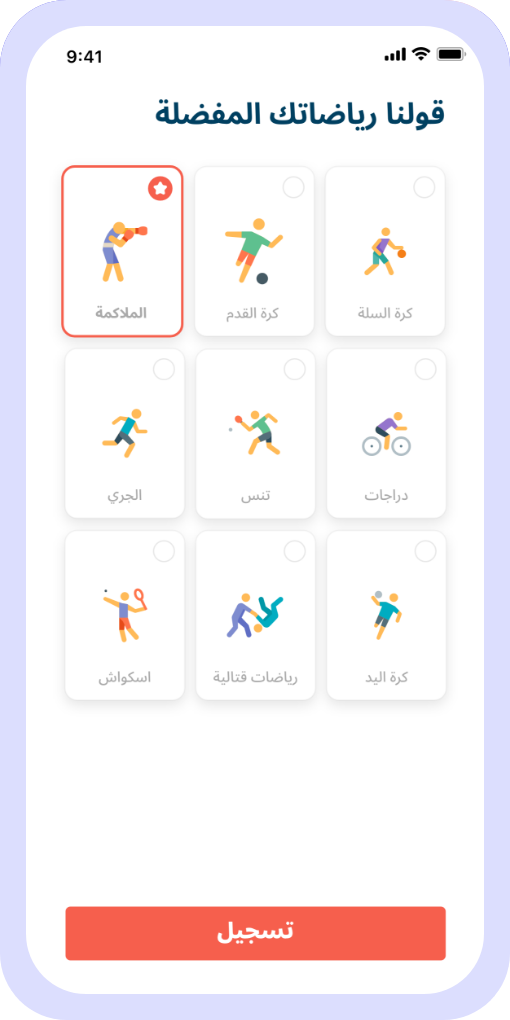 9:41
قولنا رياضاتك المفضلة
كرة السلة
كرة القدم
الملاكمة
دراجات
تنس
الجري
كرة اليد
رياضات قتالية
اسكواش
تسجيل